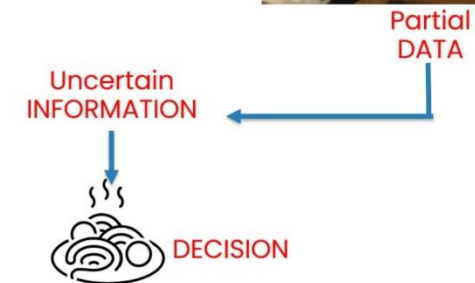 Partial
DATA
Uncertain
INFORMATION
DECISION